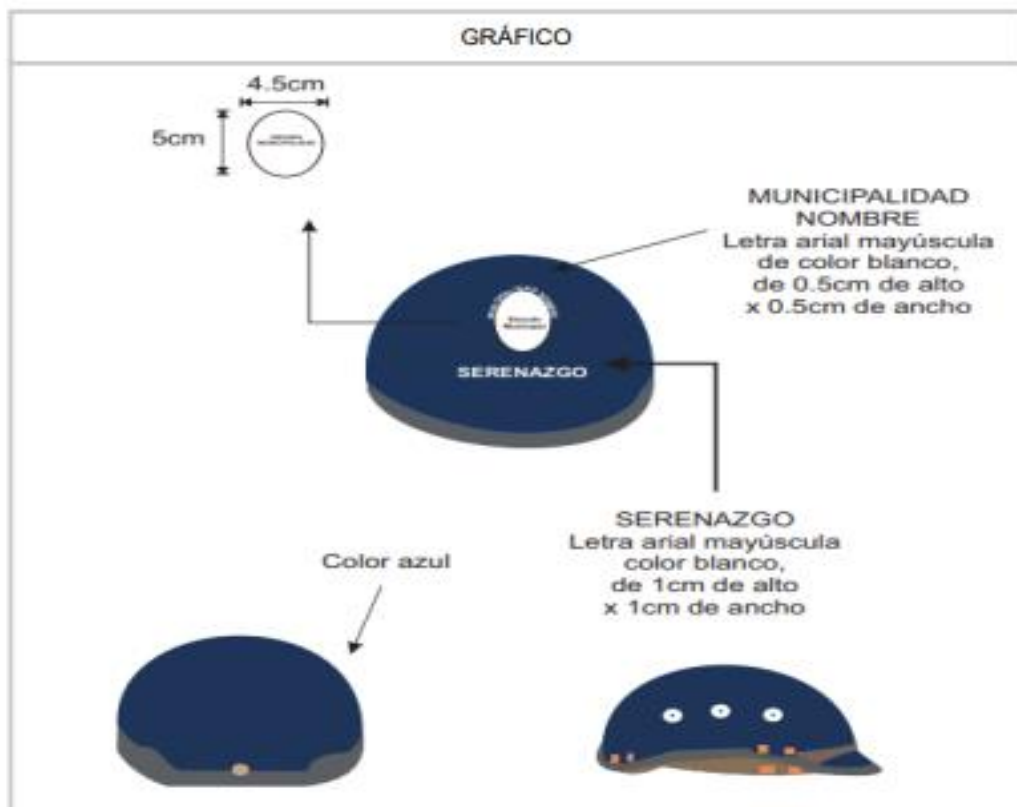 GRÁFICO
4.5cm
5cm
MUNICIPALIDAD
NOMBRE
Letra arial mayúscula
de color blanco,
de 0.5cm de alto
x 0.5cm de ancho
SERENAZGO
SERENAZGO
Letra arial mayúscula
color blanco,
de 1cm de alto
x 1cm de ancho
Color azul